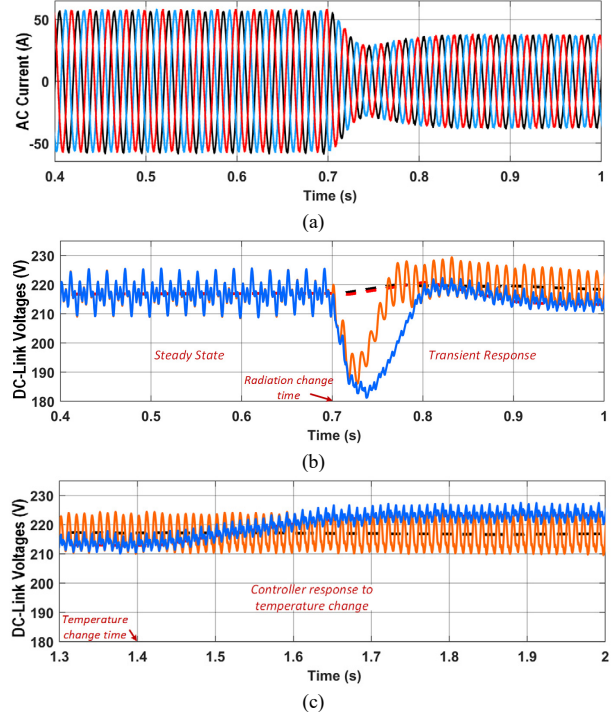 AC Current (A)
50
0
-50
0.4 0.5 0.6 0.7 0.8 0.9 1
Time (s)
(a)
DC-Link Voltages (V)
230
220
210
200
190
180
Steady State
Transient Response
Radiation change
time
0.4 0.5 0.6 0.7 0.8 0.9 1
Time (s)
(b)
DC-Link Voltages (V)
230
220
210
200
190
180
Controller response to
temperature change
Temperature
change time
1.3 1.4 1.5 1.6 1.7 1.8 1.9 2
Time (s)
(c)